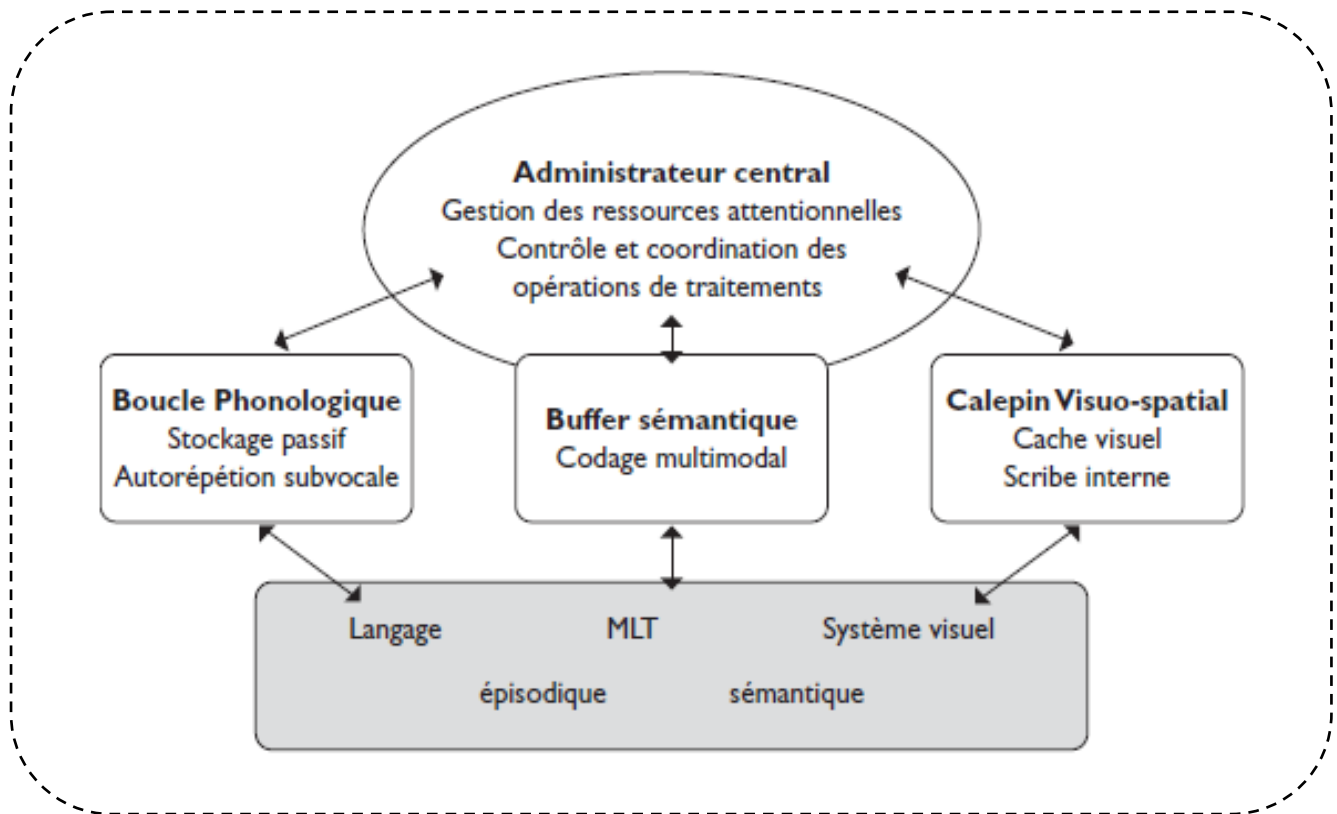 Administrateur central
Gestion des ressources attentionnelles
Contrôle et coordination des
opérations de traitements
Boucle Phonologique
Stockage passif
Autorépétion subvocale
Buffer sémantique
Codage multimodal
Calepin Visuo-spatial
Cache visuel
Scribe interne
Langage MLT Système visuel
épisodique sémantique